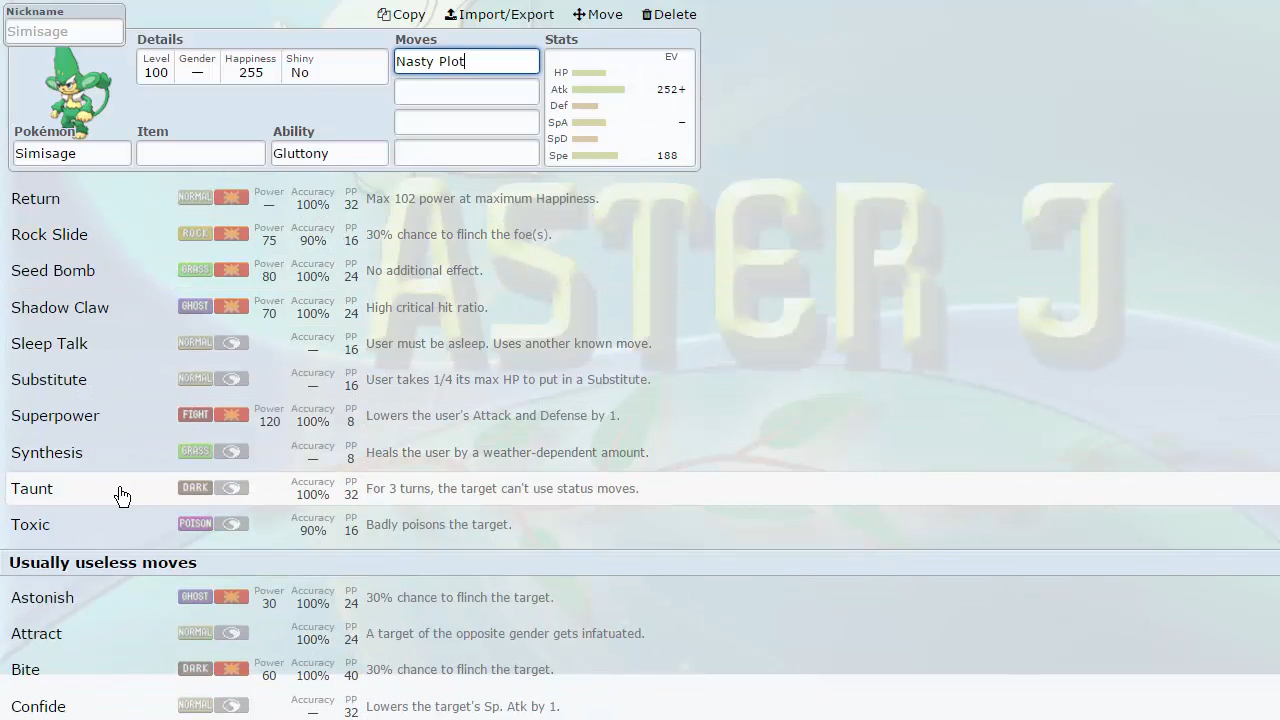 Nickname
Simisage
Copy Import/Export Move Delete
Details Moves Stats
Level Gender Happiness Shiny
100 — 255 No
Nasty Plot
EV
HP
Atk 252+
Def
SpA –
SpD
Spe 188
Pokémon Item Ability
Simisage Gluttony
ASTER J
Return NORMAL Power — Accuracy 100% PP 32 Max 102 power at maximum Happiness.
Rock Slide ROCK 75 90% 16 30% chance to flinch the foe(s).
Seed Bomb GRASS Power 80 Accuracy 100% PP 24 No additional effect.
Shadow Claw GHOST Power 70 Accuracy 100% PP 24 High critical hit ratio.
Sleep Talk NORMAL Accuracy — PP 16 User must be asleep. Uses another known move.
Substitute NORMAL Accuracy — PP 16 User takes 1/4 its max HP to put in a Substitute.
Superpower FIGHT Power 120 Accuracy 100% PP 8 Lowers the user's Attack and Defense by 1.
Synthesis GRASS Accuracy — PP 8 Heals the user by a weather-dependent amount.
Taunt DARK Accuracy 100% PP 32 For 3 turns, the target can't use status moves.
Toxic POISON Accuracy 90% PP 16 Badly poisons the target.
Usually useless moves
Astonish GHOST Power 30 Accuracy 100% PP 24 30% chance to flinch the target.
Attract NORMAL Accuracy 100% PP 24 A target of the opposite gender gets infatuated.
Bite DARK Power 60 Accuracy 100% PP 40 30% chance to flinch the target.
Confide NORMAL Accuracy — PP 32 Lowers the target's Sp. Atk by 1.